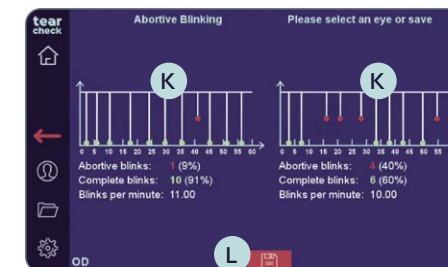 tear
check
Abortive Blinking
Please select an eye or save
K
K
0 5 10 15 20 25 30 35 40 45 50 55 60
0 5 10 15 20 25 30 35 40 45 50 55
Abortive blinks: 1 (9%)
Complete blinks: 10 (91%)
Blinks per minute: 11.00
Abortive blinks: 4 (40%)
Complete blinks: 6 (60%)
Blinks per minute: 10.00
OD
L